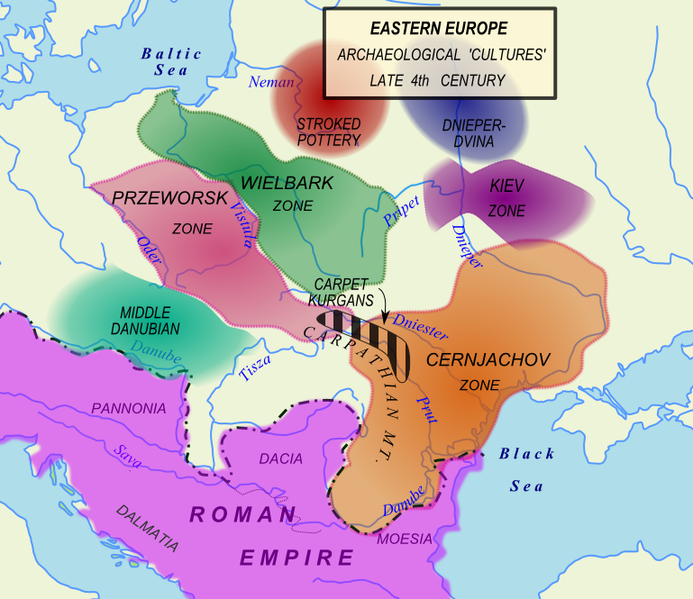 EASTERN EUROPE
ARCHAEOLOGICAL 'CULTURES'
LATE 4th CENTURY
Baltic
Sea
Neman
STROKED
POTTERY
DNIEPER-
DVINA
WIELBARK
ZONE
KIEV
ZONE
PRZEWORSK
ZONE
Vistula
Pripet
Oder
Dnieper
CARPET
KURGANS
MIDDLE
DANUBIAN
Danube
Dniester
CARPATHIAN MT.
Tisza
CERNJACHOV
ZONE
PANNONIA
Prut
Sava
DACIA
Black
Sea
Danube
ROMAN
EMPIRE
DALMATIA
MOESIA